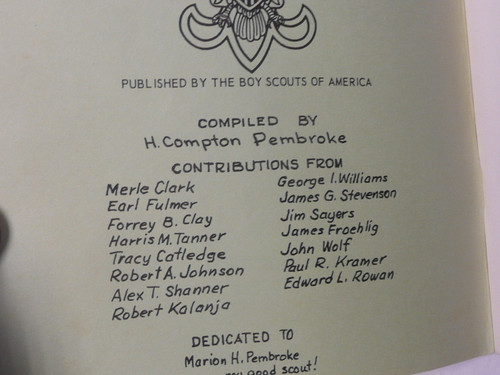 PUBLISHED BY THE BOY SCOUTS OF AMERICA
COMPILED BY
H. Compton Pembroke
CONTRIBUTIONS FROM
Merle Clark
Earl Fulmer
Forrey B. Clay
Harris M. Tanner
Tracy Catledge
Robert A. Johnson
Alex T. Shanner
Robert Kalanja
George I. Williams
James G. Stevenson
Jim Sayers
James Froehlig
John Wolf
Paul R. Kramer
Edward L. Rowan
DEDICATED TO
Marion H. Pembroke
my good scout!